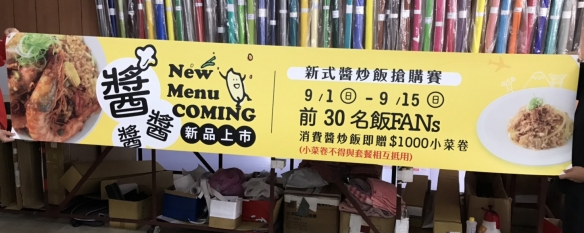 醬
醬
醬
New
Menu
COMING
新品上市
新式醬炒飯搶購賽
9/1(日) – 9/15(日)
前30名飯FANs
消費醬炒飯即贈$1000小菜卷
(小菜卷不得與套餐相互抵用)